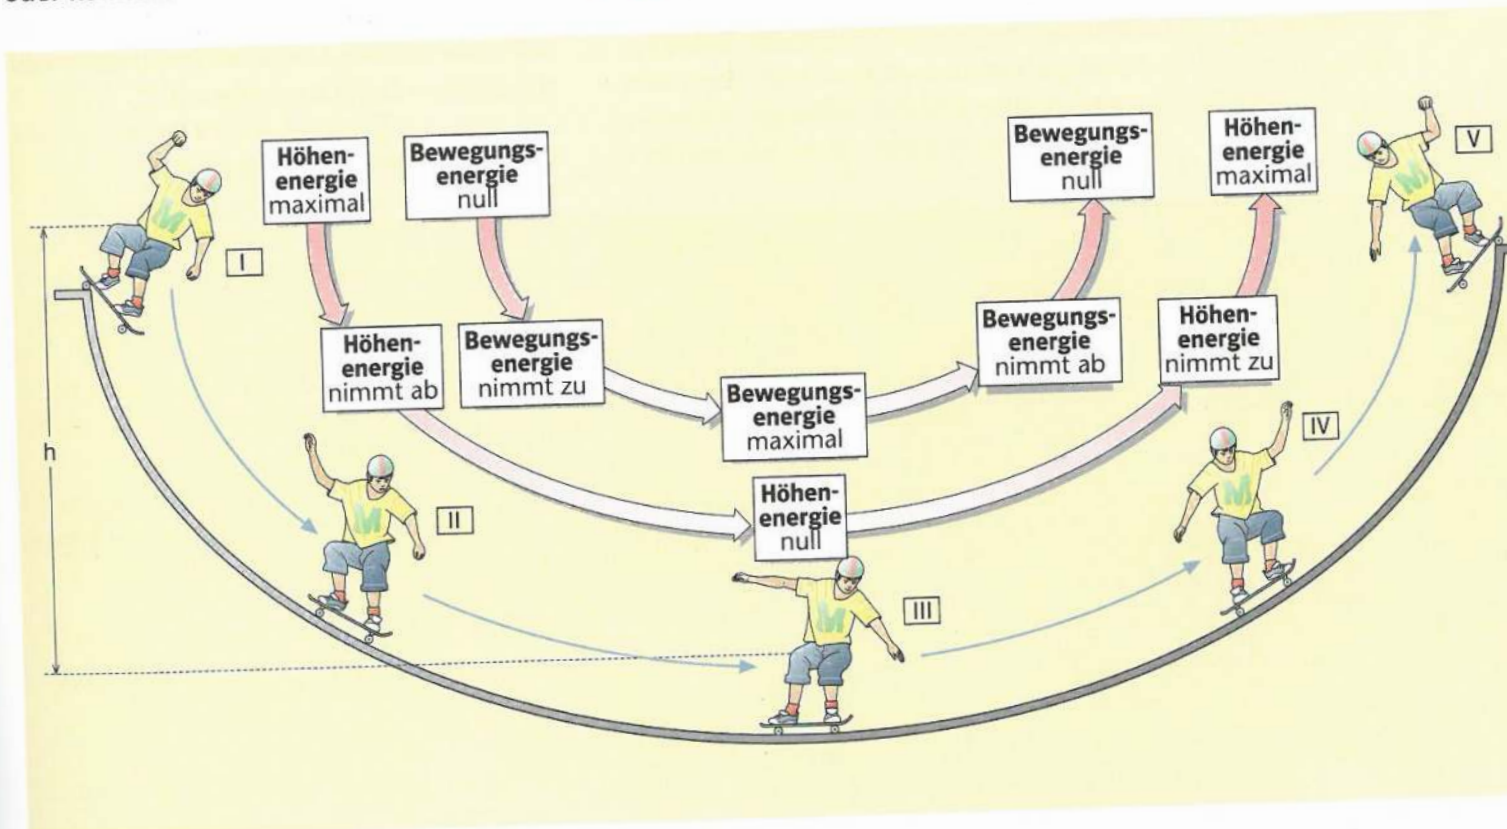 Höhen-
energie
maximal
Bewegungs-
energie
null
Bewegungs-
energie
null
Höhen-
energie
maximal
V
I
Höhen-
energie
nimmt ab
Bewegungs-
energie
nimmt zu
Bewegungs-
energie
maximal
Bewegungs-
energie
nimmt ab
Höhen-
energie
nimmt zu
h
IV
II
Höhen-
energie
null
III
M
M
M
M
M